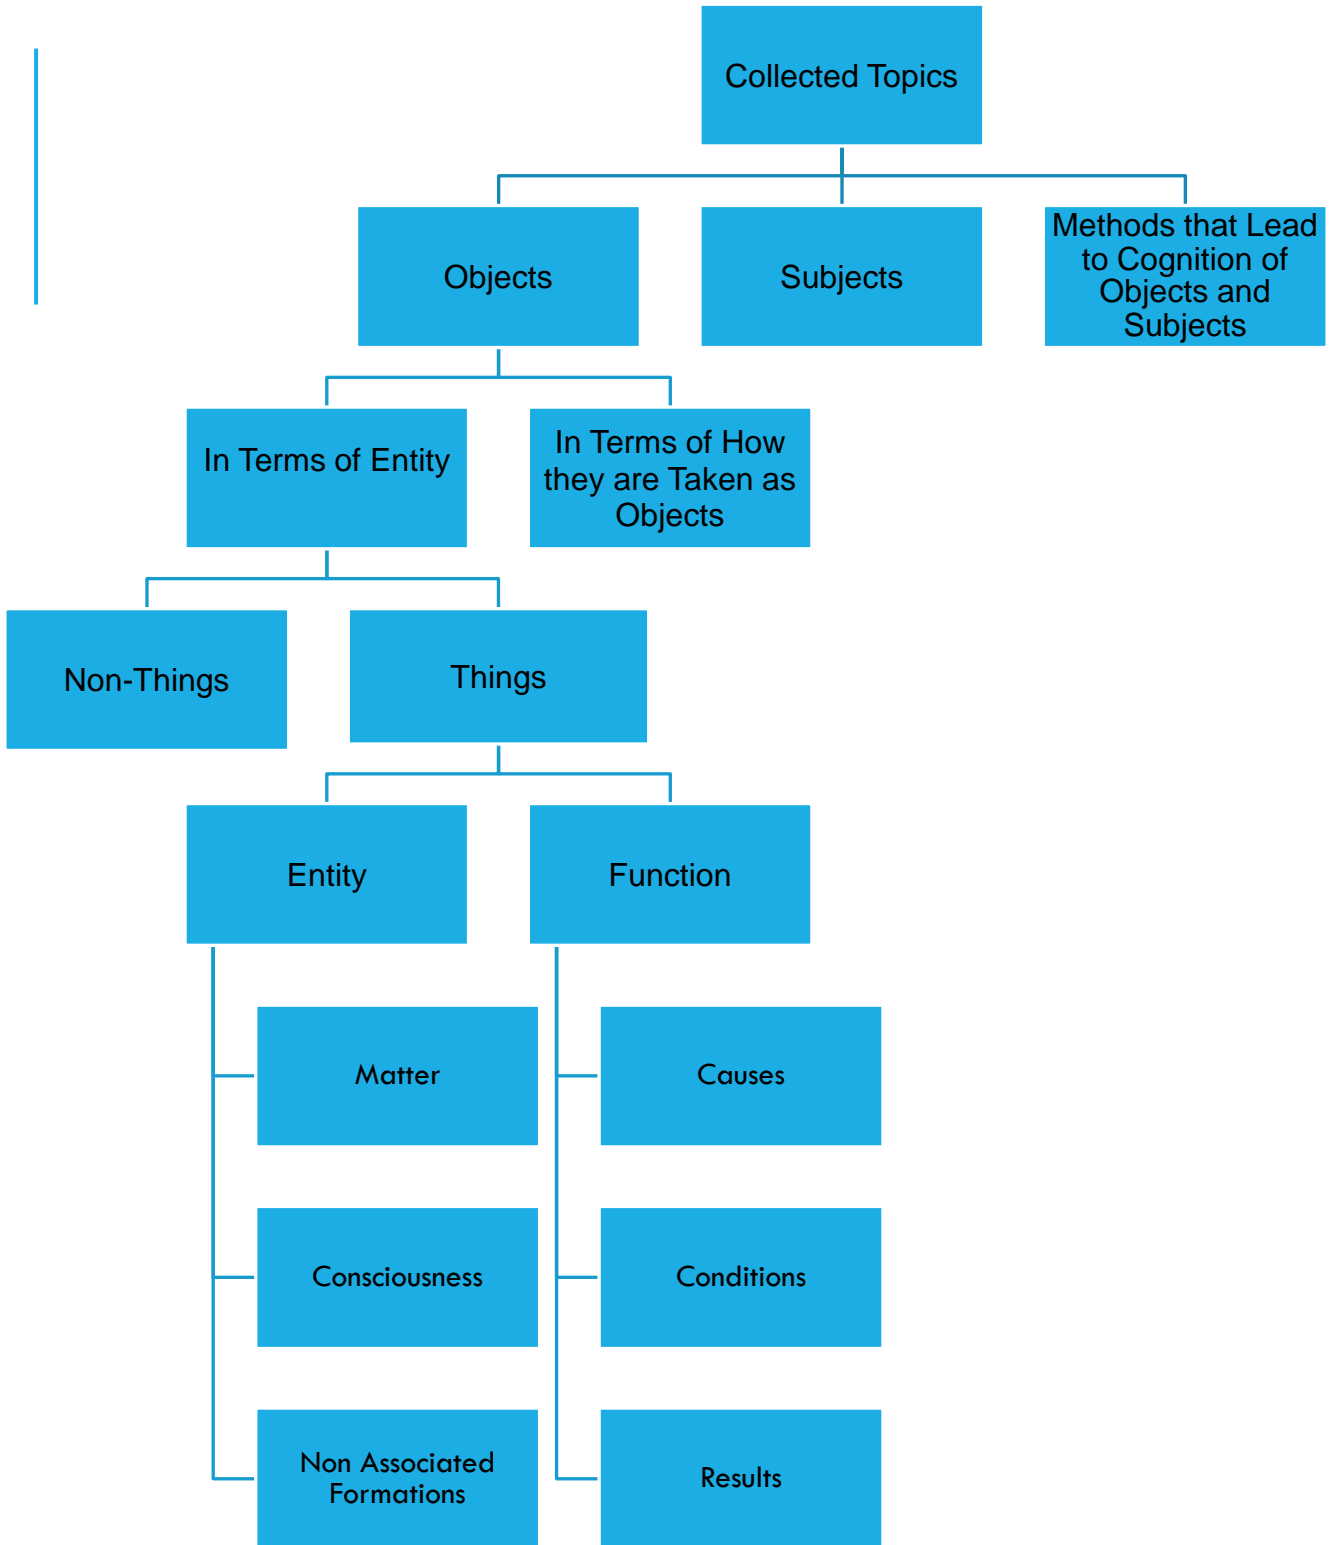 Collected Topics
Objects
Subjects
Methods that Lead
to Cognition of
Objects and
Subjects
In Terms of Entity
In Terms of How
they are Taken as
Objects
Non-Things
Things
Entity
Function
Matter
Causes
Consciousness
Conditions
Non Associated
Formations
Results